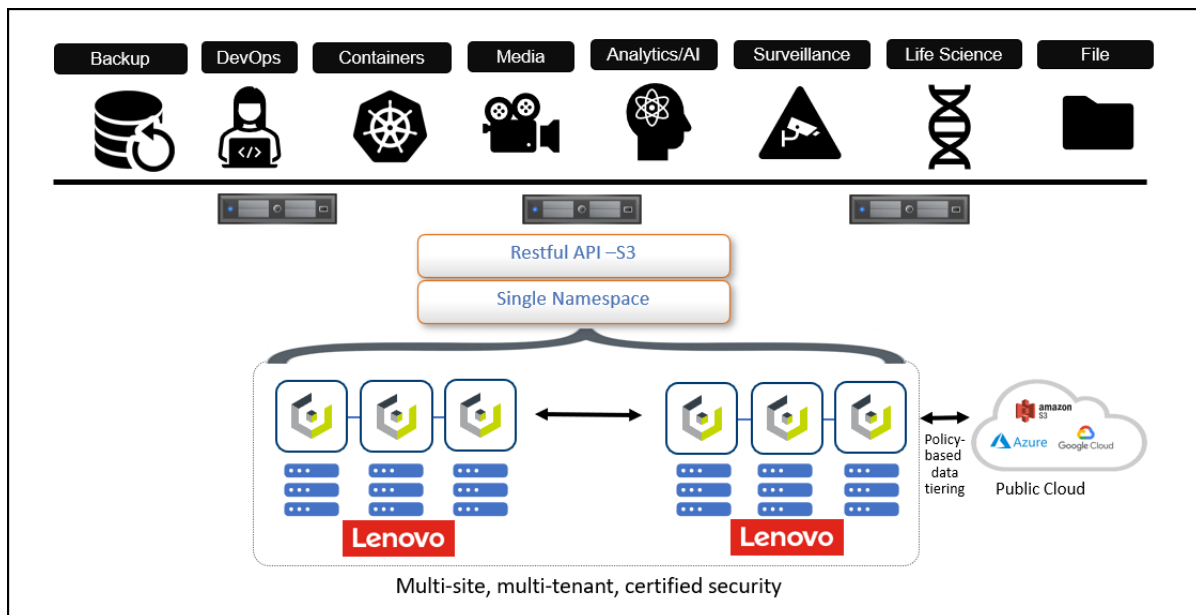 Backup
DevOps
Containers
Media
Analytics/AI
Surveillance
Life Science
File
</>
Restful API –S3
Single Namespace
Policy-
based
data
tiering
amazon
S3
Azure
Google Cloud
Public Cloud
Lenovo
Lenovo
Multi-site, multi-tenant, certified security